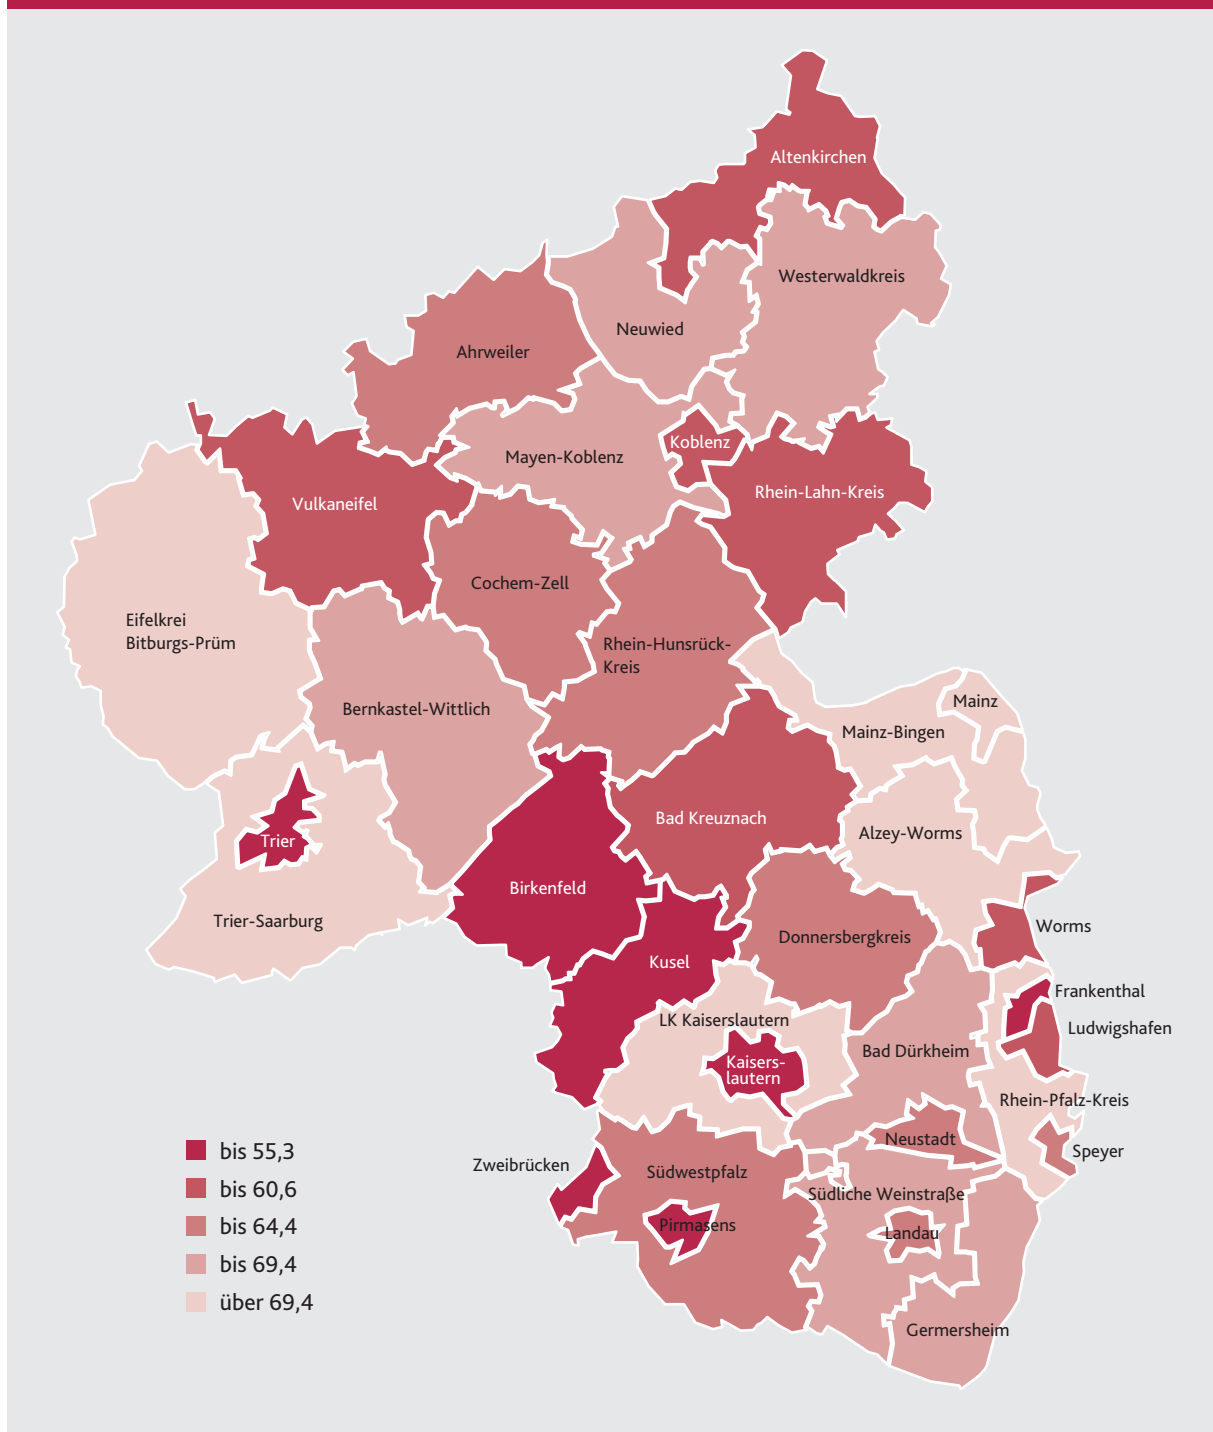 Altenkirchen
Westerwaldkreis
Neuwied
Ahrweiler
Koblenz
Mayen-Koblenz
Rhein-Lahn-Kreis
Vulkaneifel
Cochem-Zell
Eifelkrei
Bitburgs-Prüm
Rhein-Hunsrück-
Kreis
Mainz
Bernkastel-Wittlich
Mainz-Bingen
Bad Kreuznach
Alzey-Worms
Trier
Birkenfeld
Trier-Saarburg
Worms
Donnersbergkreis
Kusel
Frankenthal
LK Kaiserslautern
Ludwigshafen
Bad Dürkheim
Kaisers-
lautern
Rhein-Pfalz-Kreis
Neustadt
Speyer
Zweibrücken
Südwestpfalz
Südliche Weinstraße
Pirmasens
Landau
Germersheim
bis 55,3
bis 60,6
bis 64,4
bis 69,4
über 69,4